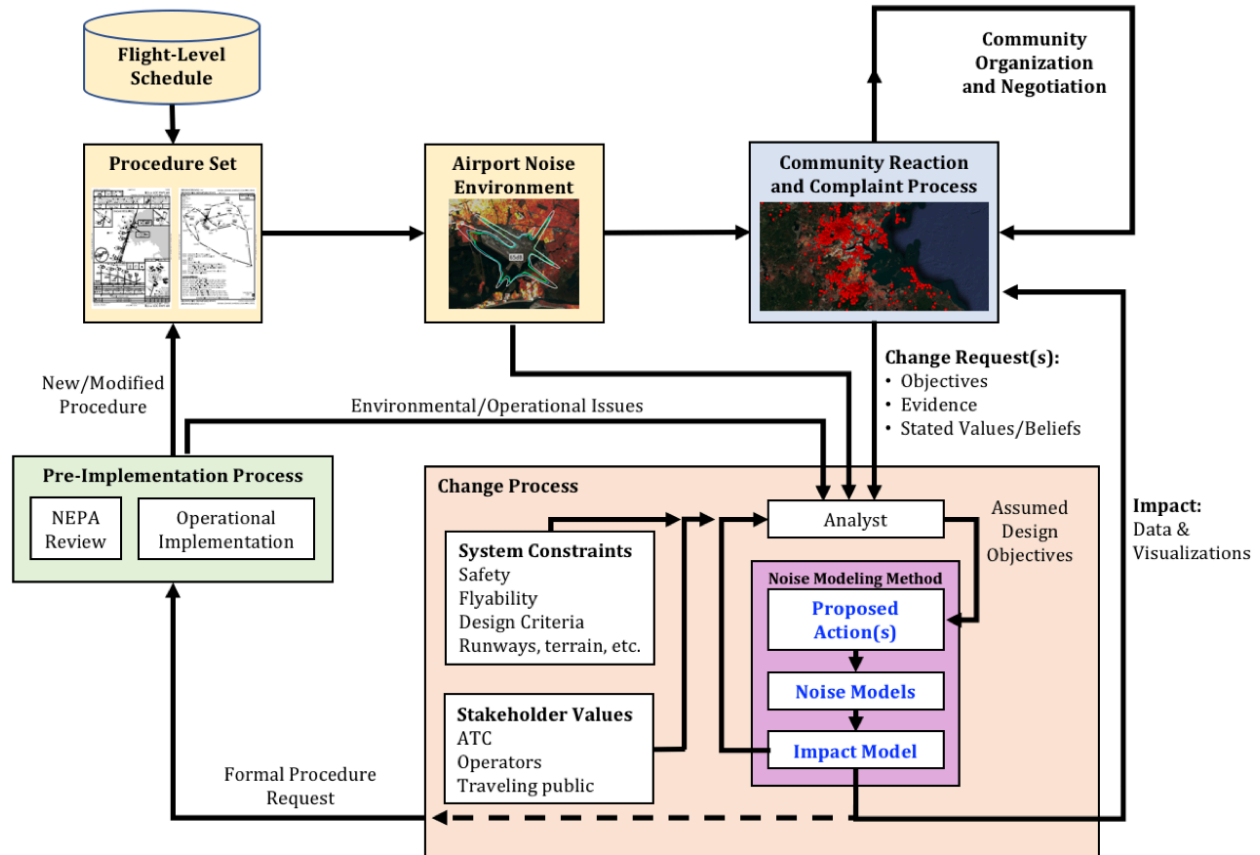 Flight-Level
Schedule
Community
Organization
and Negotiation
Procedure Set
Airport Noise
Environment
Community Reaction
and Complaint Process
New/Modified
Procedure
Environmental/Operational Issues
Change Request(s):
• Objectives
• Evidence
• Stated Values/Beliefs
Pre-Implementation Process
NEPA
Review
Operational
Implementation
Change Process
Analyst
Assumed
Design
Objectives
Impact:
Data &
Visualizations
System Constraints
Safety
Flyability
Design Criteria
Runways, terrain, etc.
Noise Modeling Method
Proposed
Action(s)
Noise Models
Impact Model
Stakeholder Values
ATC
Operators
Traveling public
Formal Procedure
Request